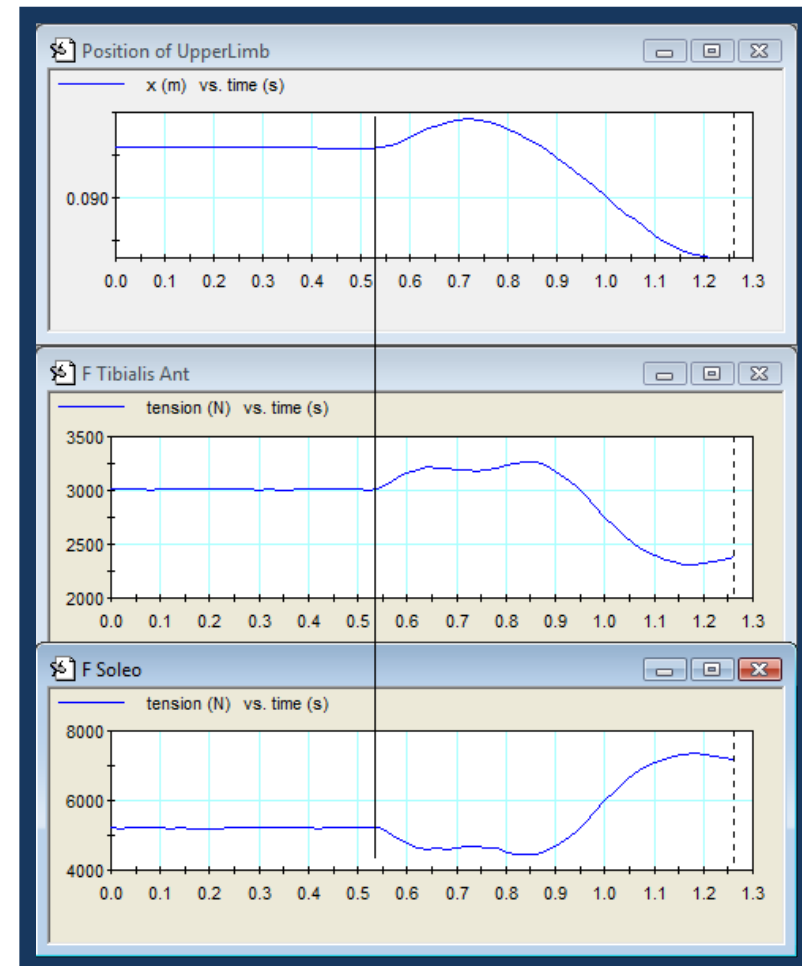 Position of UpperLimb
x (m) vs. time (s)
0.090
0.0 0.1 0.2 0.3 0.4 0.5 0.6 0.7 0.8 0.9 1.0 1.1 1.2 1.3
F Tibialis Ant
tension (N) vs. time (s)
3500
3000
2500
2000
0.0 0.1 0.2 0.3 0.4 0.5 0.6 0.7 0.8 0.9 1.0 1.1 1.2 1.3
F Soleo
tension (N) vs. time (s)
8000
6000
4000
0.0 0.1 0.2 0.3 0.4 0.5 0.6 0.7 0.8 0.9 1.0 1.1 1.2 1.3